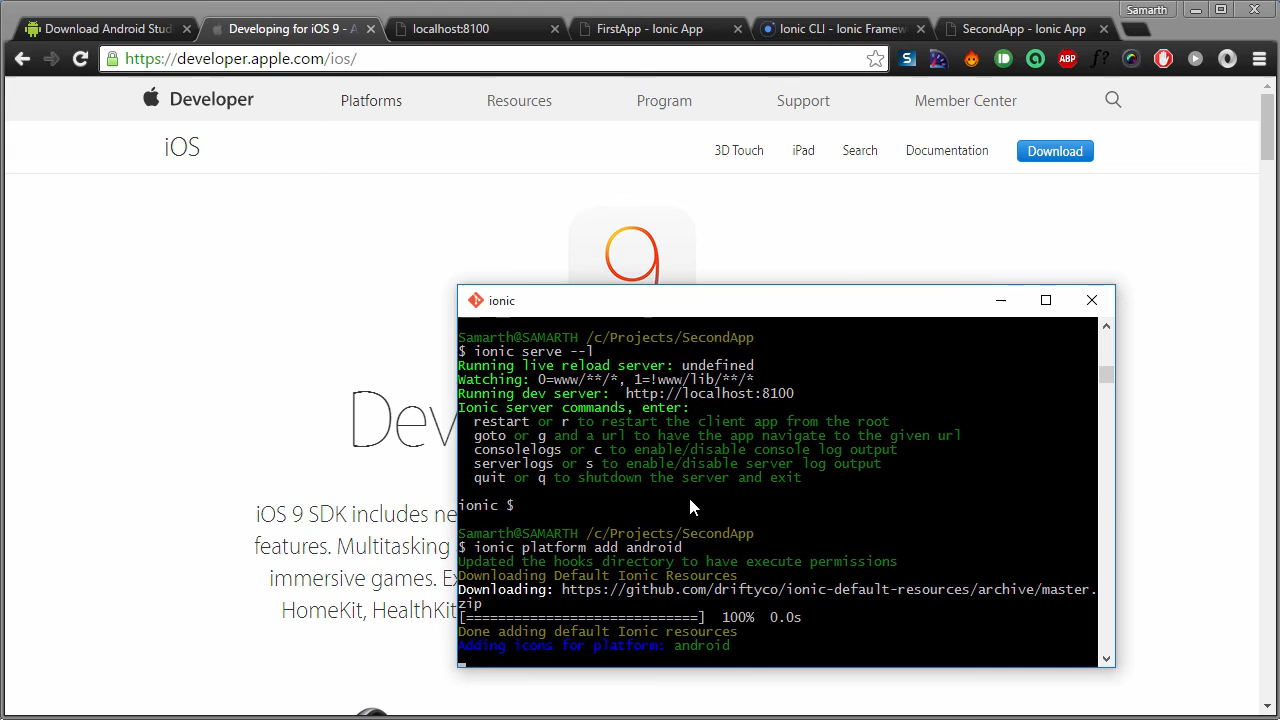 Samarth
Download Android Stud
Developing for iOS 9 - A
localhost:8100
FirstApp - Ionic App
Ionic CLI - Ionic Framew
SecondApp - Ionic App
https://developer.apple.com/ios/
ABP
f?
Developer
Platforms
Resources
Program
Support
Member Center
iOS
3D Touch
iPad
Search
Documentation
Download
9
Dev
iOS 9 SDK includes ne
features. Multitasking
immersive games. Ex
HomeKit, HealthKit
ionic
Samarth@SAMARTH /c/Projects/SecondApp
$ ionic serve --l
Running live reload server: undefined
Watching: 0=www/**/*, 1=!www/lib/**/*
Running dev server:  http://localhost:8100
Ionic server commands, enter:
restart or r to restart the client app from the root
goto or g and a url to have the app navigate to the given url
consolelogs or c to enable/disable console log output
serverlogs or s to enable/disable server log output
quit or q to shutdown the server and exit
ionic $
Samarth@SAMARTH /c/Projects/SecondApp
$ ionic platform add android
Updated the hooks directory to have execute permissions
Downloading Default Ionic Resources
Downloading: https://github.com/driftyco/ionic-default-resources/archive/master.
zip
[=============================]  100%  0.0s
Done adding default Ionic resources
Adding icons for platform: android